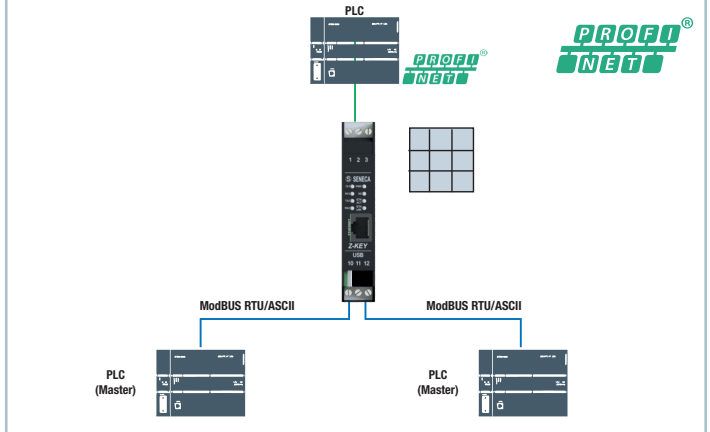 PLC
PROFI®
NET
PROFI®
NET
1 2 3
SENECA
ETHERNET
Z-KEY
USB
10 11 12
ModBUS RTU/ASCII
ModBUS RTU/ASCII
PLC
(Master)
PLC
(Master)